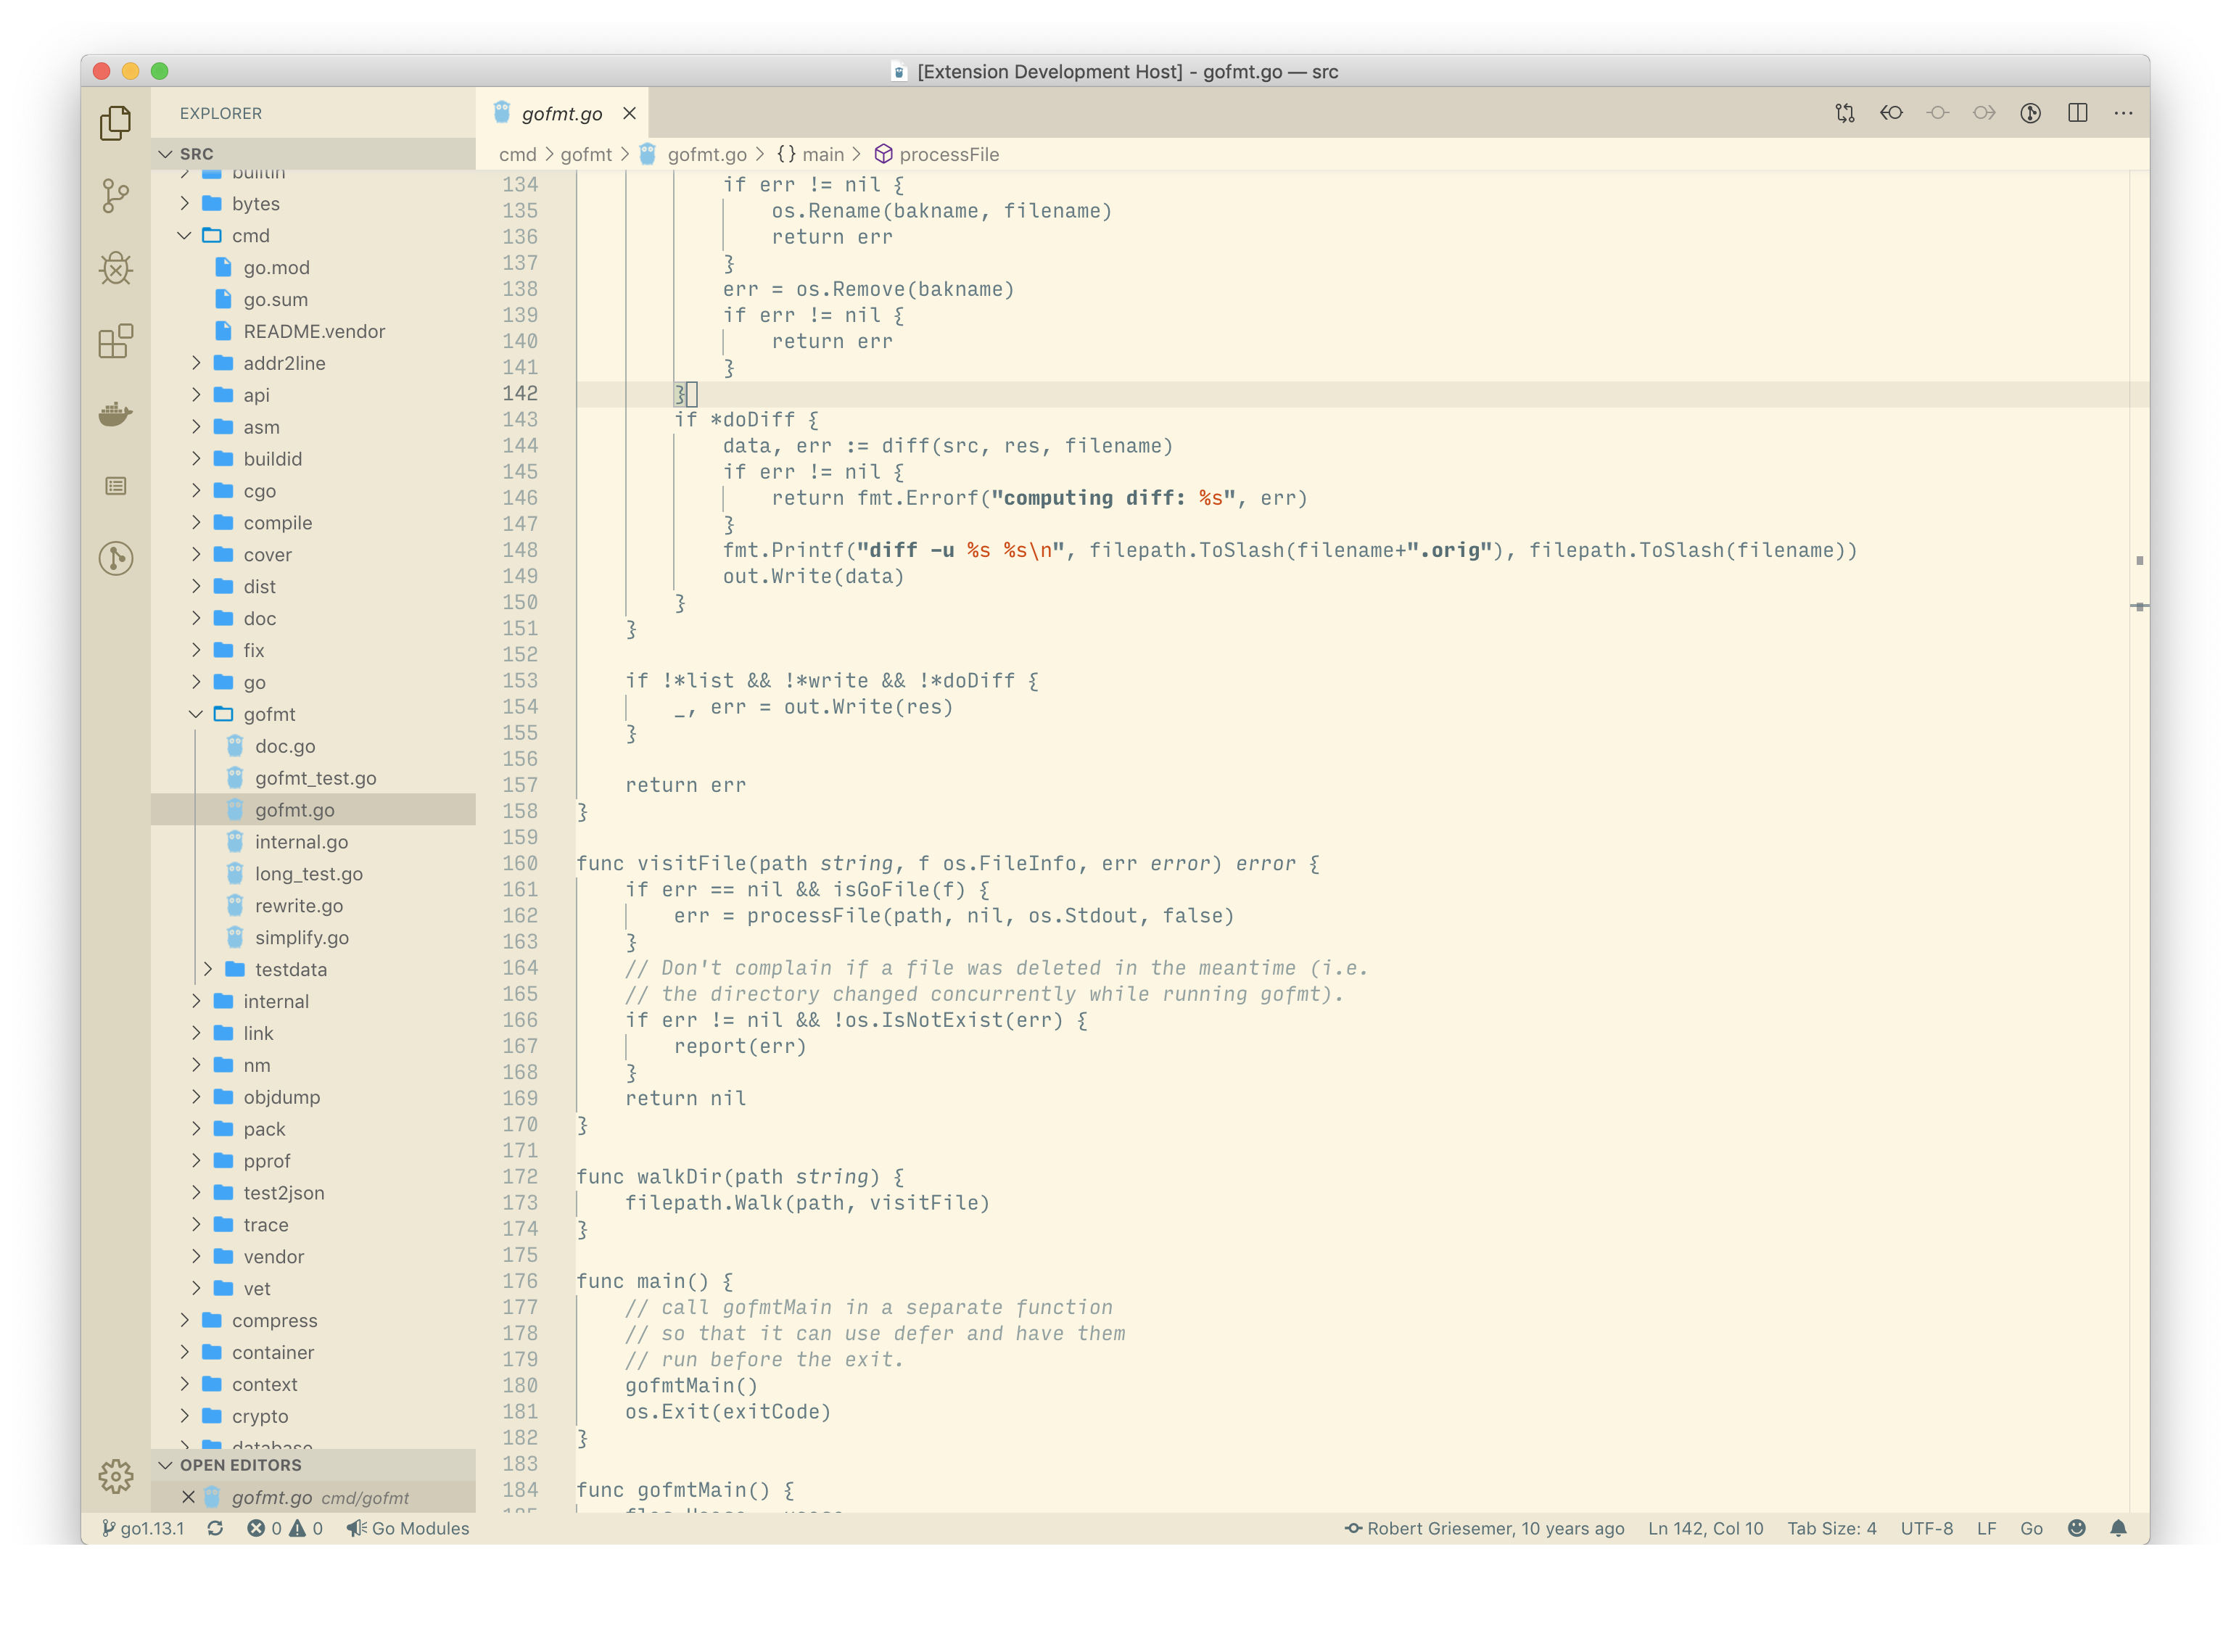 [Extension Development Host] - gofmt.go — src
EXPLORER
gofmt.go
SRC
cmd > gofmt > gofmt.go > {} main > processFile
builtin
bytes
cmd
go.mod
go.sum
README.vendor
addr2line
api
asm
buildid
cgo
compile
cover
dist
doc
fix
go
gofmt
doc.go
gofmt_test.go
gofmt.go
internal.go
long_test.go
rewrite.go
simplify.go
testdata
internal
link
nm
objdump
pack
pprof
test2json
trace
vendor
vet
compress
container
context
crypto
database
OPEN EDITORS
gofmt.go cmd/gofmt
134 if err != nil {
135 os.Rename(bakname, filename)
136 return err
137 }
138 err = os.Remove(bakname)
139 if err != nil {
140 return err
141 }
142 }
143 if *doDiff {
144 data, err := diff(src, res, filename)
145 if err != nil {
146 return fmt.Errorf("computing diff: %s", err)
147 }
148 fmt.Printf("diff -u %s %s\n", filepath.ToSlash(filename+".orig"), filepath.ToSlash(filename))
149 out.Write(data)
150 }
151 }
152
153 if !*list && !*write && !*doDiff {
154 _, err = out.Write(res)
155 }
156
157 return err
158 }
159
160 func visitFile(path string, f os.FileInfo, err error) error {
161 if err == nil && isGoFile(f) {
162 err = processFile(path, nil, os.Stdout, false)
163 }
164 // Don't complain if a file was deleted in the meantime (i.e.
165 // the directory changed concurrently while running gofmt).
166 if err != nil && !os.IsNotExist(err) {
167 report(err)
168 }
169 return nil
170 }
171
172 func walkDir(path string) {
173 filepath.Walk(path, visitFile)
174 }
175
176 func main() {
177 // call gofmtMain in a separate function
178 // so that it can use defer and have them
179 // run before the exit.
180 gofmtMain()
181 os.Exit(exitCode)
182 }
183
184 func gofmtMain() {
go1.13.1 0 0 Go Modules Robert Griesemer, 10 years ago Ln 142, Col 10 Tab Size: 4 UTF-8 LF Go